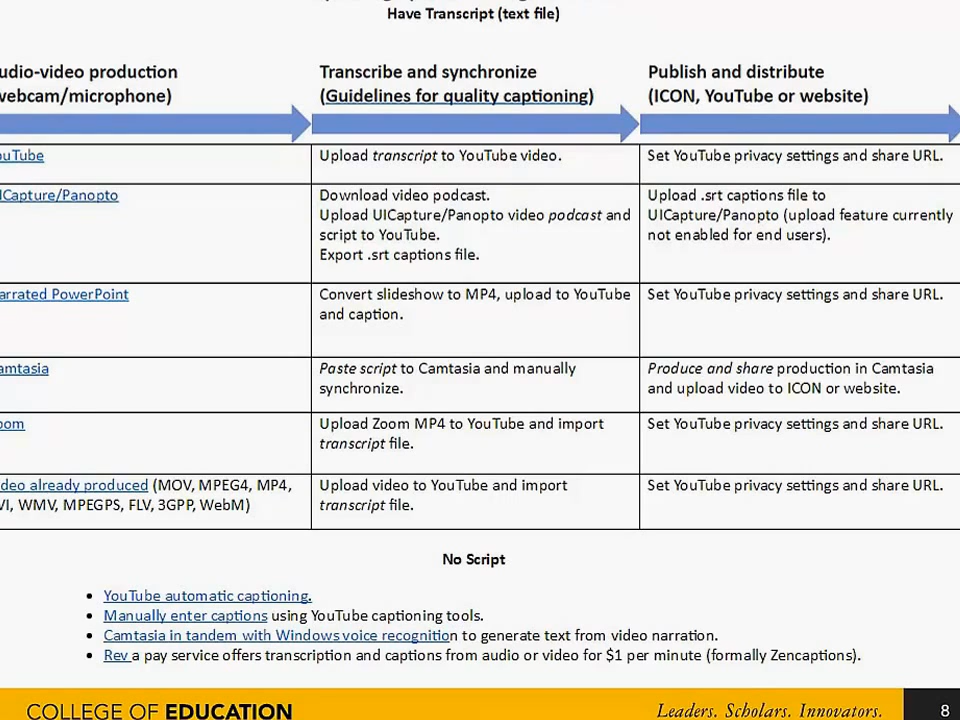 Have Transcript (text file)
udio-video production
webcam/microphone)
Transcribe and synchronize
(Guidelines for quality captioning)
Publish and distribute
(ICON, YouTube or website)
ouTube
Upload transcript to YouTube video.
Set YouTube privacy settings and share URL.
ICapture/Panopto
Download video podcast.
Upload UICapture/Panopto video podcast and
script to YouTube.
Export .srt captions file.
Upload .srt captions file to
UICapture/Panopto (upload feature currently
not enabled for end users).
arrated PowerPoint
Convert slideshow to MP4, upload to YouTube
and caption.
Set YouTube privacy settings and share URL.
amtasia
Paste script to Camtasia and manually
synchronize.
Produce and share production in Camtasia
and upload video to ICON or website.
oom
Upload Zoom MP4 to YouTube and import
transcript file.
Set YouTube privacy settings and share URL.
deo already produced (MOV, MPEG4, MP4,
VI, WMV, MPEGPS, FLV, 3GPP, WebM)
Upload video to YouTube and import
transcript file.
Set YouTube privacy settings and share URL.
No Script
• YouTube automatic captioning.
• Manually enter captions using YouTube captioning tools.
• Camtasia in tandem with Windows voice recognition to generate text from video narration.
• Rev a pay service offers transcription and captions from audio or video for $1 per minute (formally Zencaptions).
COLLEGE OF EDUCATION
Leaders. Scholars. Innovators.
8